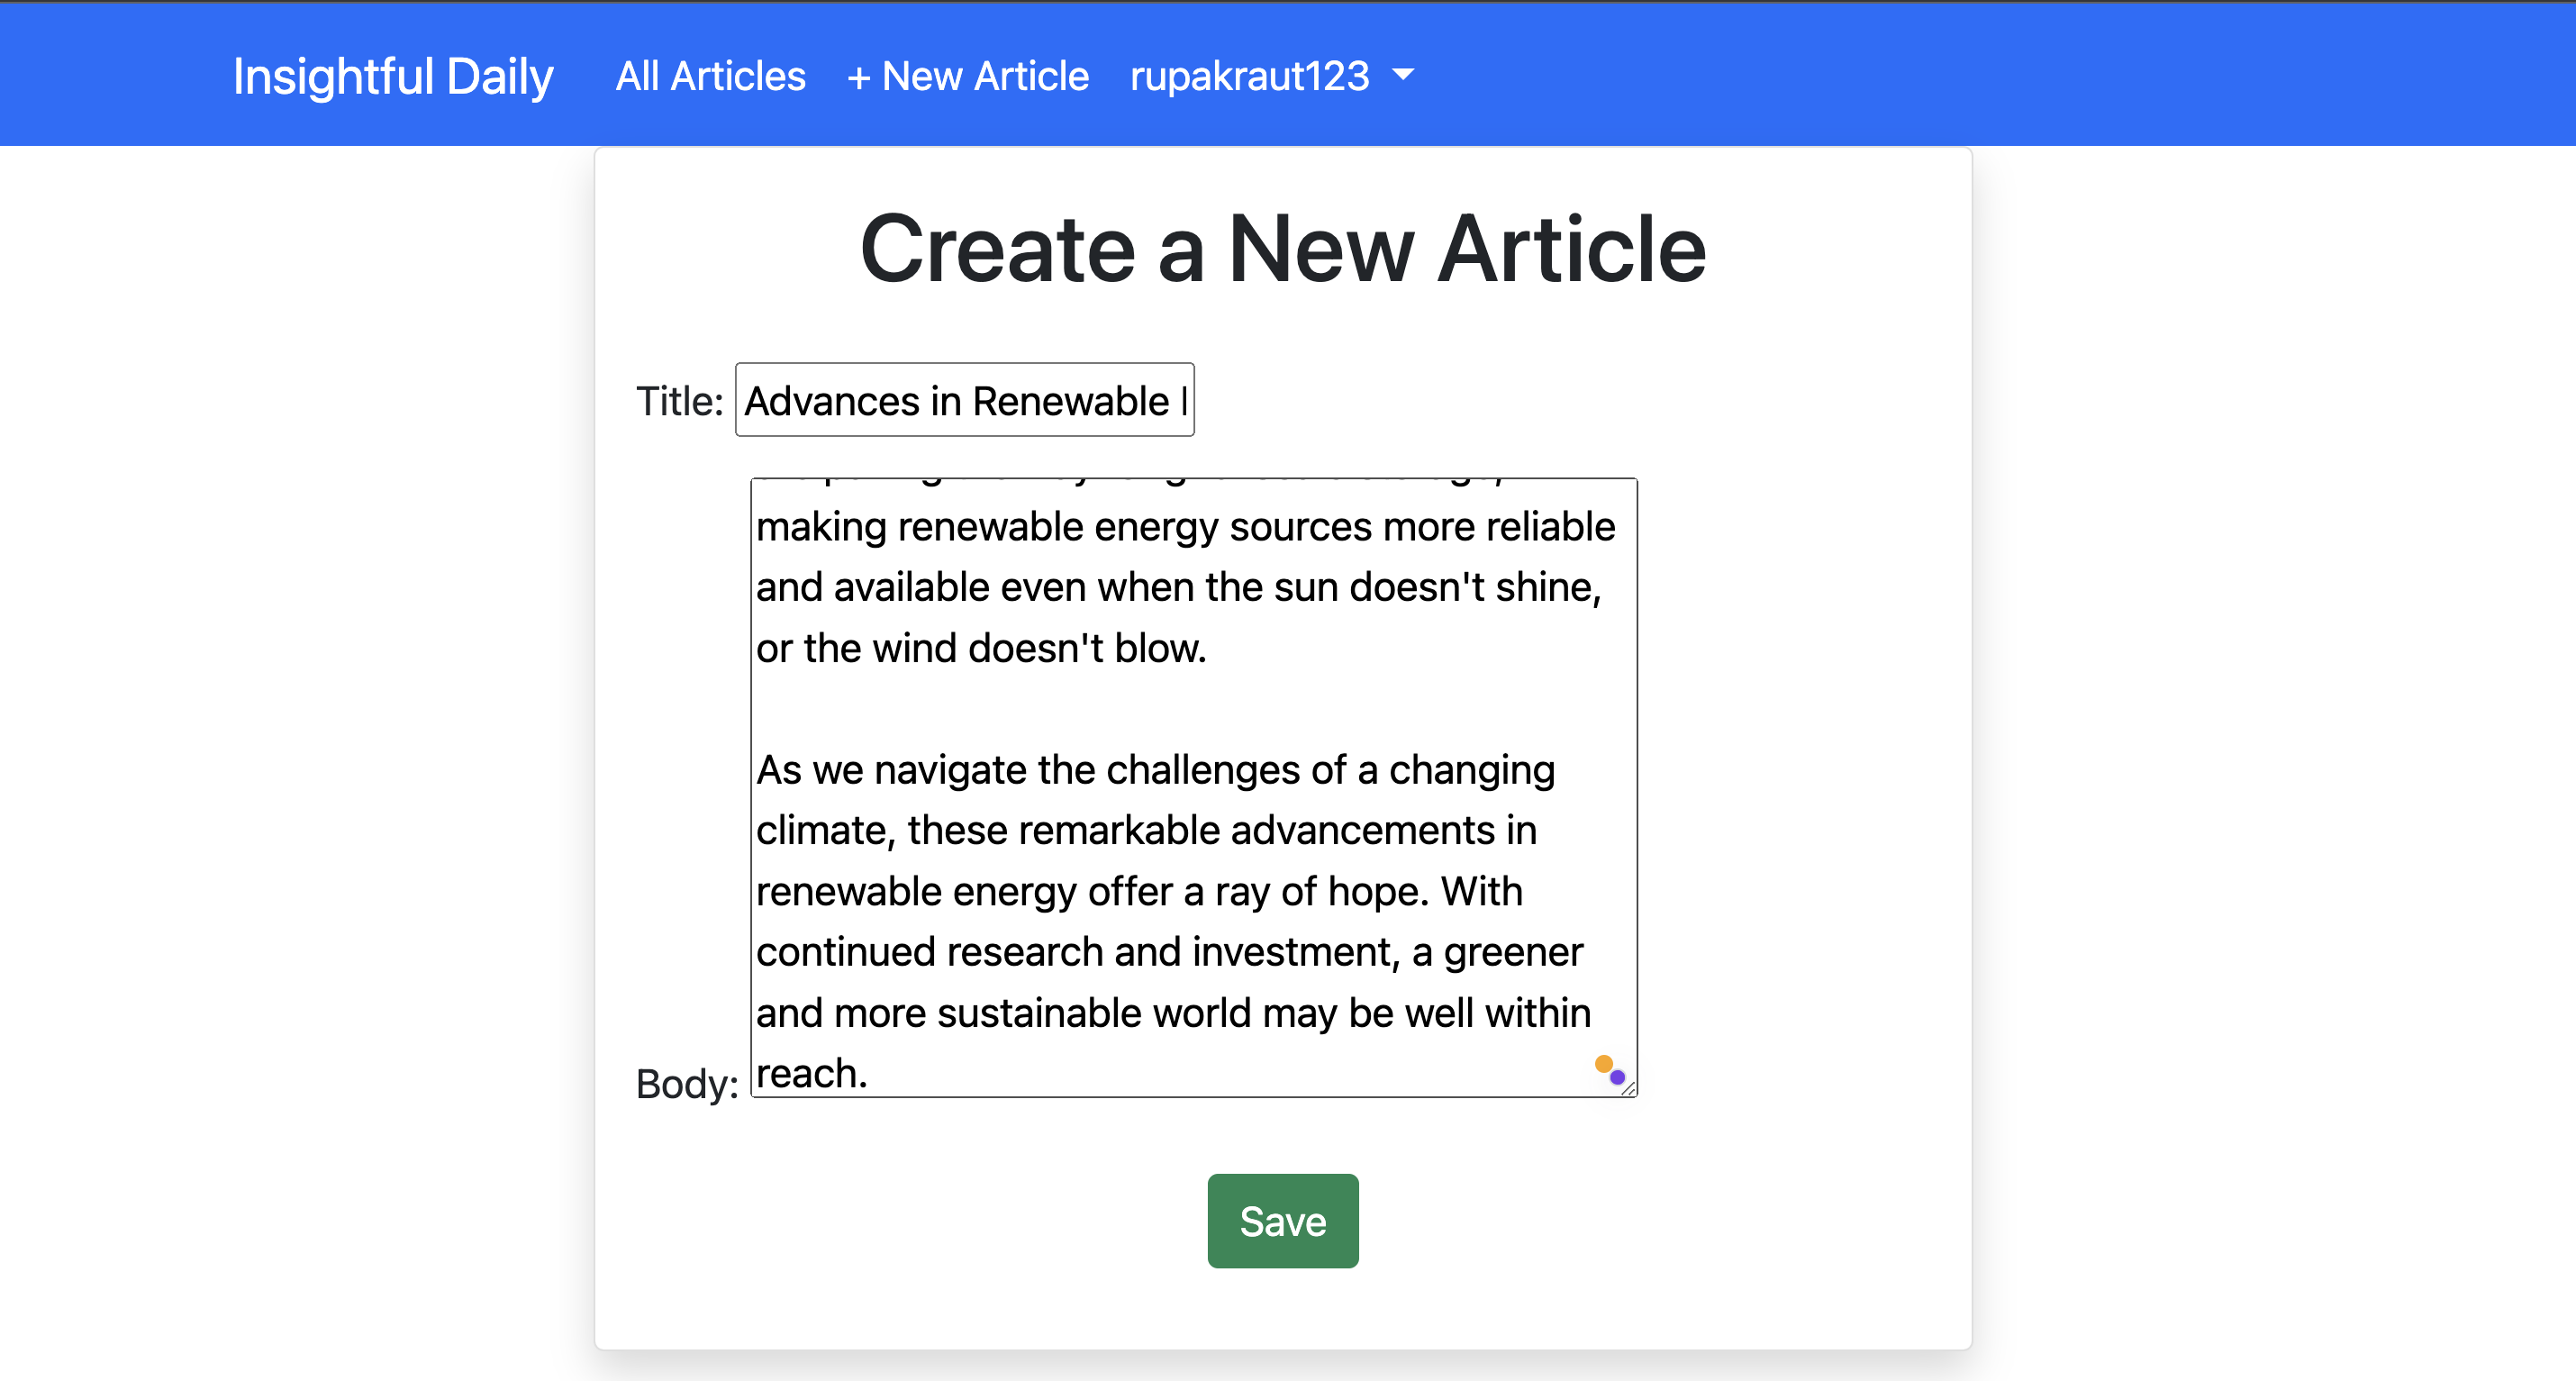 Insightful Daily All Articles + New Article rupakraut123
Create a New Article
Title: Advances in Renewable
making renewable energy sources more reliable
and available even when the sun doesn't shine,
or the wind doesn't blow.
As we navigate the challenges of a changing
climate, these remarkable advancements in
renewable energy offer a ray of hope. With
continued research and investment, a greener
and more sustainable world may be well within
reach.
Body:
Save